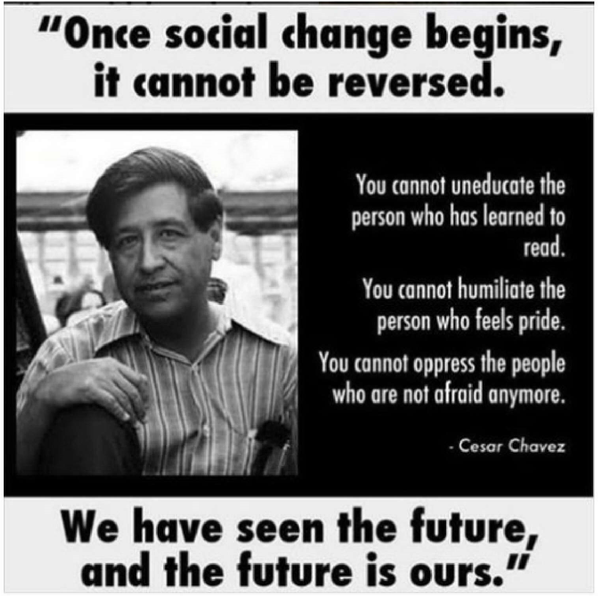 “Once social change begins,
it cannot be reversed.
You cannot uneducate the
person who has learned to
read.
You cannot humiliate the
person who feels pride.
You cannot oppress the people
who are not afraid anymore.
- Cesar Chavez
We have seen the future,
and the future is ours.”